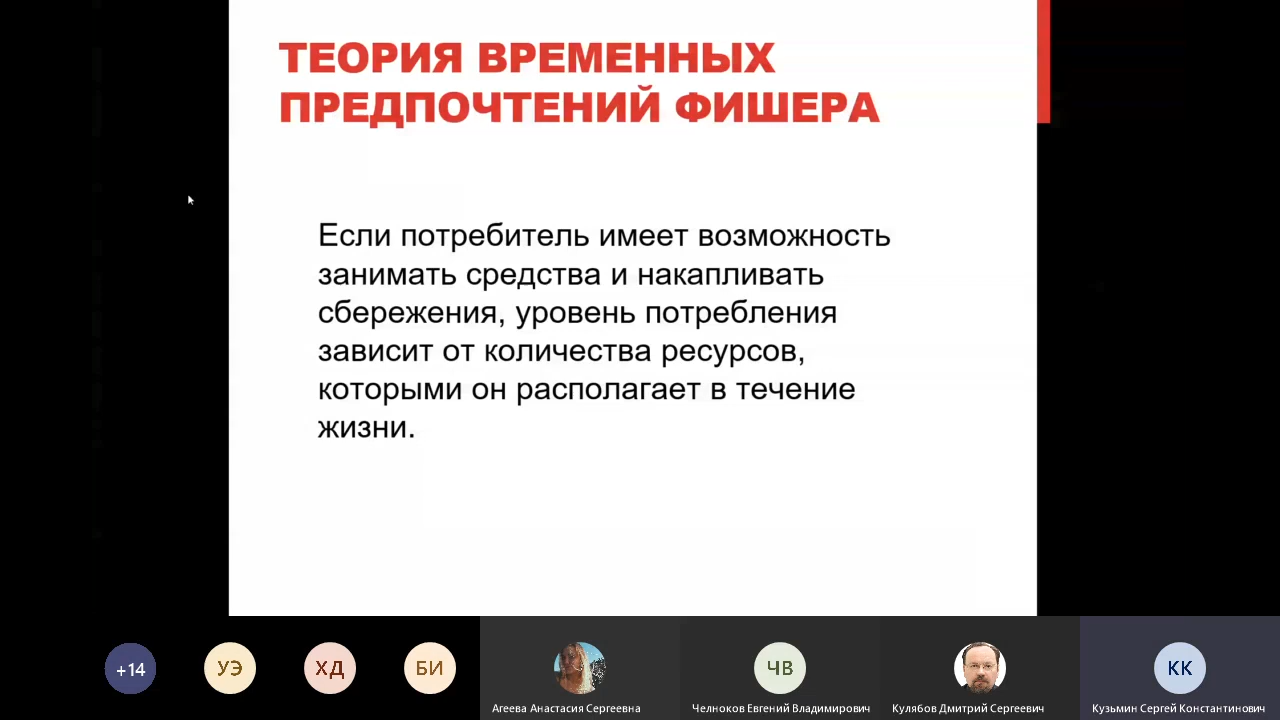 ТЕОРИЯ ВРЕМЕННЫХ
ПРЕДПОЧТЕНИЙ ФИШЕРА
Если потребитель имеет возможность
занимать средства и накапливать
сбережения, уровень потребления
зависит от количества ресурсов,
которыми он располагает в течение
жизни.
+14
УЭ
ХД
БИ
ЧВ
КК
Агеева Анастасия Сергеевна
Челноков Евгений Владимирович
Кулябов Дмитрий Сергеевич
Кузьмин Сергей Константинович